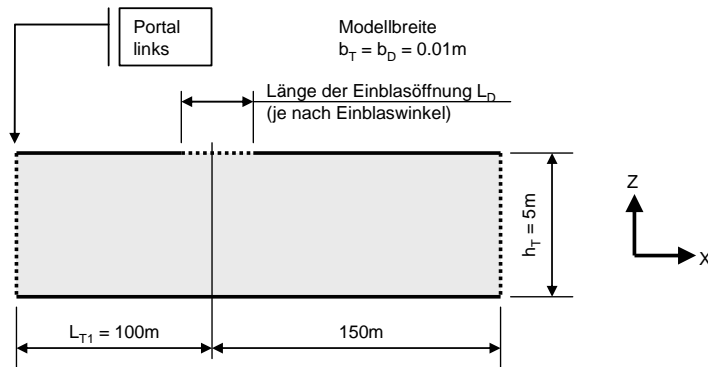 Portal
links
Modellbreite
b_T = b_D = 0.01m
Länge der Einblasöffnung L_D
(je nach Einblaswinkel)
h_T = 5m
Z
X
L_T1 = 100m
150m